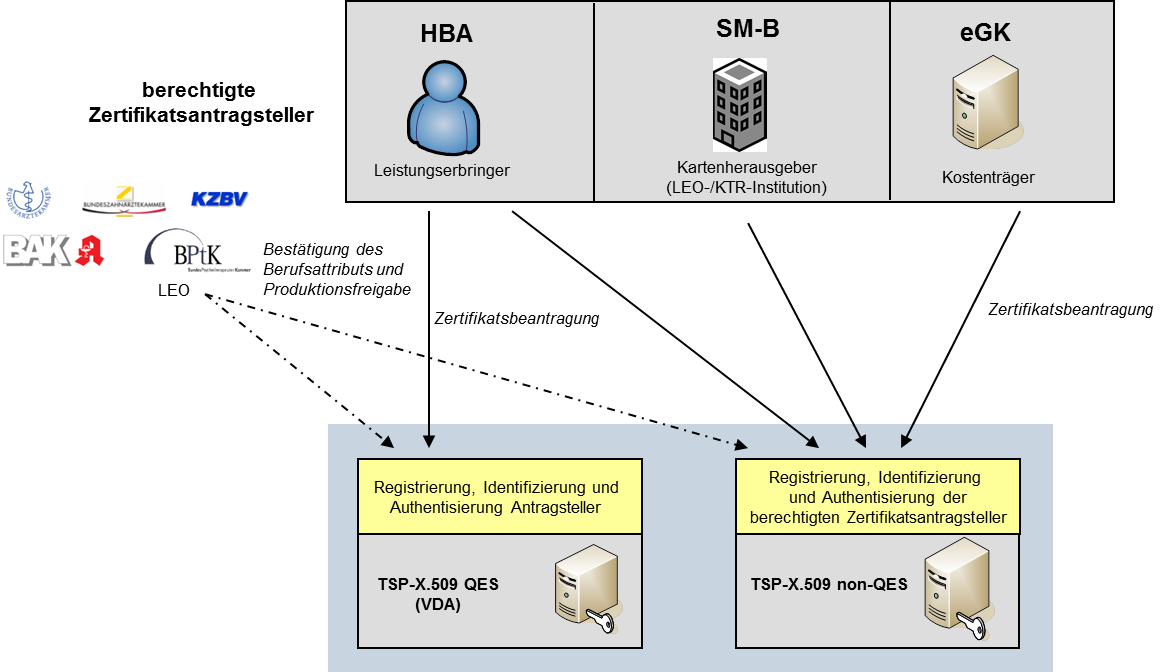 HBA
SM-B
eGK
berechtigte
Zertifikatsantragsteller
Leistungserbringer
Kartenherausgeber
(LEO-/KTR-Institution)
Kostenträger
BUNDESÄRZTEKAMMER
BUNDESZAHNÄRZTEKAMMER
KZBV
BAK
BPtK
BundesPsychotherapeutenKammer
LEO
Bestätigung des
Berufsattributs und
Produktionsfreigabe
Zertifikatsbeantragung
Zertifikatsbeantragung
Registrierung, Identifizierung und
Authentisierung Antragsteller
TSP-X.509 QES
(VDA)
Registrierung, Identifizierung
und Authentisierung der
berechtigten Zertifikatsantragsteller
TSP-X.509 non-QES